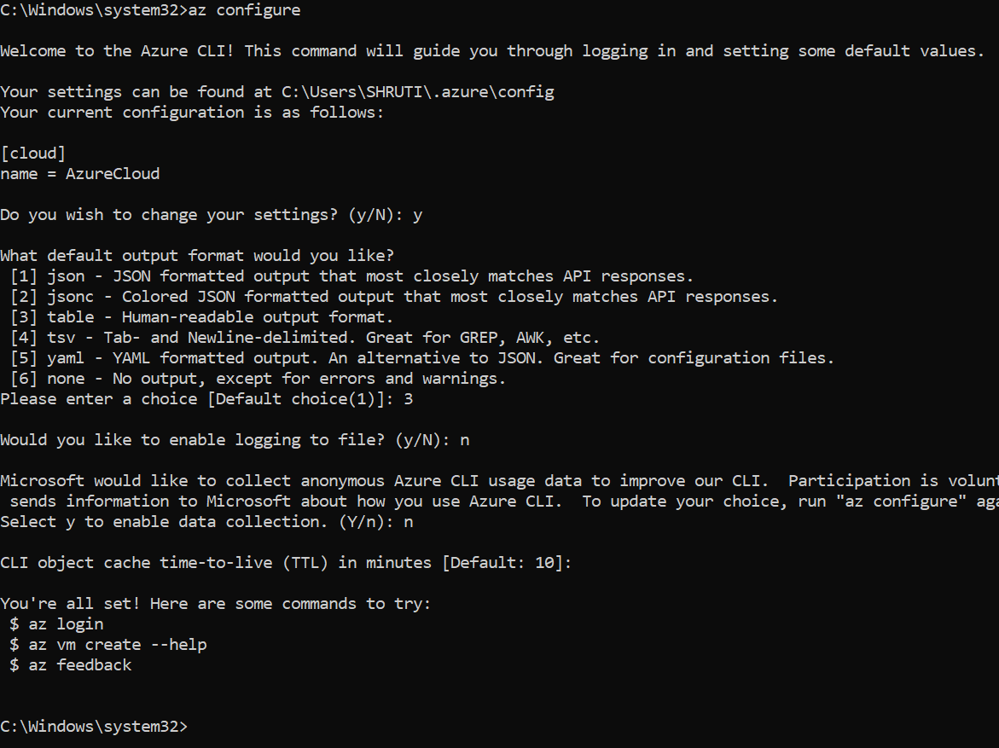 C:\Windows\system32>az configure
Welcome to the Azure CLI! This command will guide you through logging in and setting some default values.
Your settings can be found at C:\Users\SHRUTI\.azure\config
Your current configuration is as follows:
[cloud]
name = AzureCloud
Do you wish to change your settings? (y/N): y
What default output format would you like?
[1] json - JSON formatted output that most closely matches API responses.
[2] jsonc - Colored JSON formatted output that most closely matches API responses.
[3] table - Human-readable output format.
[4] tsv - Tab- and Newline-delimited. Great for GREP, AWK, etc.
[5] yaml - YAML formatted output. An alternative to JSON. Great for configuration files.
[6] none - No output, except for errors and warnings.
Please enter a choice [Default choice(1)]: 3
Would you like to enable logging to file? (y/N): n
Microsoft would like to collect anonymous Azure CLI usage data to improve our CLI.  Participation is volunt
sends information to Microsoft about how you use Azure CLI.  To update your choice, run "az configure" aga
Select y to enable data collection. (Y/n): n
CLI object cache time-to-live (TTL) in minutes [Default: 10]:
You're all set! Here are some commands to try:
$ az login
$ az vm create --help
$ az feedback
C:\Windows\system32>